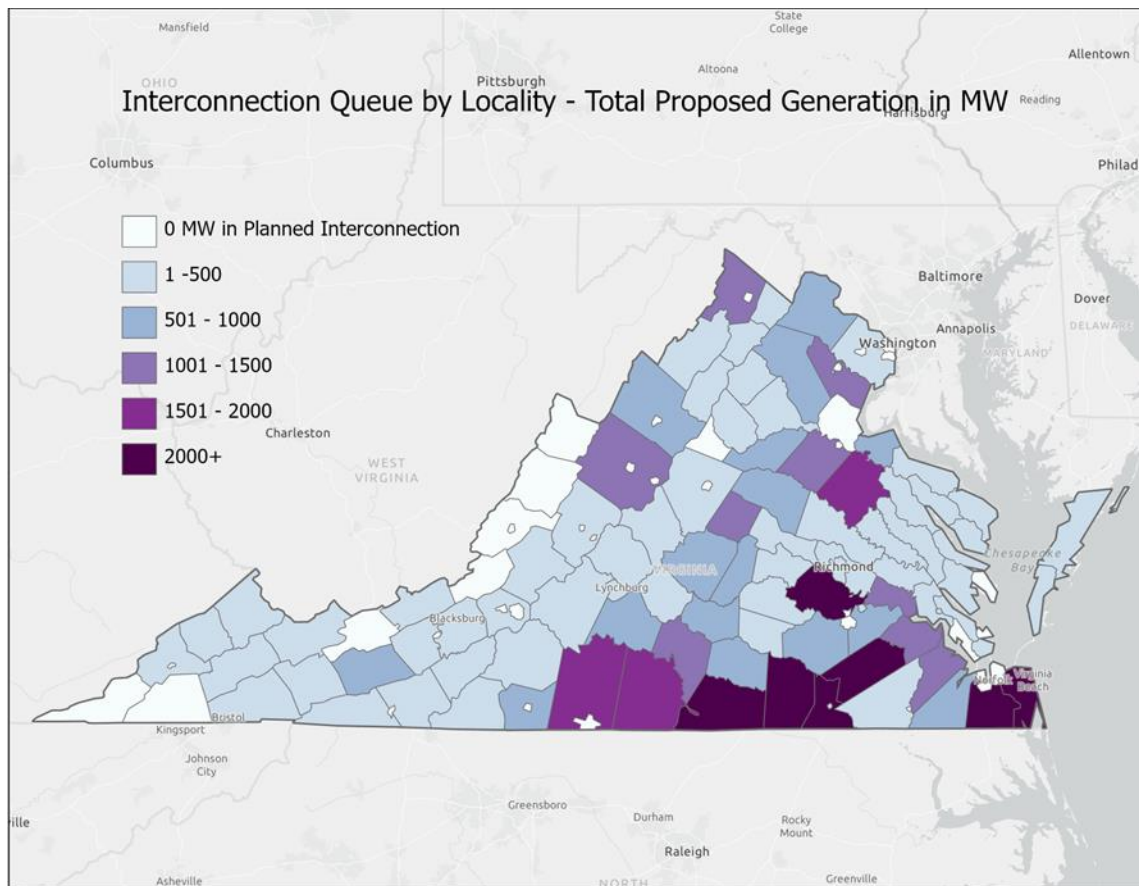 Mansfield
State
College
OHIO
Altoona
Pittsburgh
Allentown
Interconnection Queue by Locality - Total Proposed Generation in MW
Reading
Harrisburg
Columbus
Philad
0 MW in Planned Interconnection
1 -500
501 - 1000
1001 - 1500
1501 - 2000
2000+
Baltimore
Dover
Annapolis
DELAWARE
Washington
MARYLAND
Charleston
WEST
VIRGINIA
Chesapeake
Bay
Richmond
VIRGINIA
Lynchburg
Blacksburg
Virginia
Beach
Norfolk
Bristol
Kingsport
Johnson
City
Greensboro
Durham
Rocky
Mount
ville
Raleigh
Greenville
Asheville
NORTH